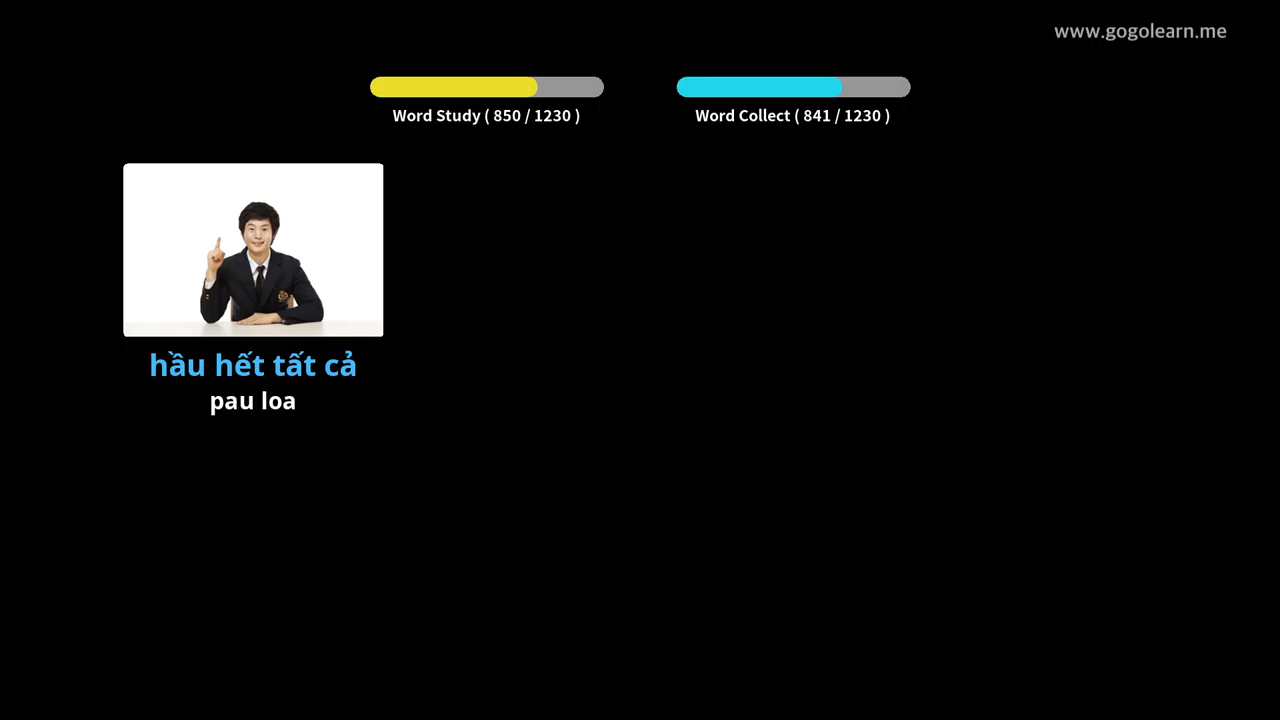 www.gogolearn.me
Word Study ( 850 / 1230 )
Word Collect ( 841 / 1230 )
hầu hết tất cả
pau loa